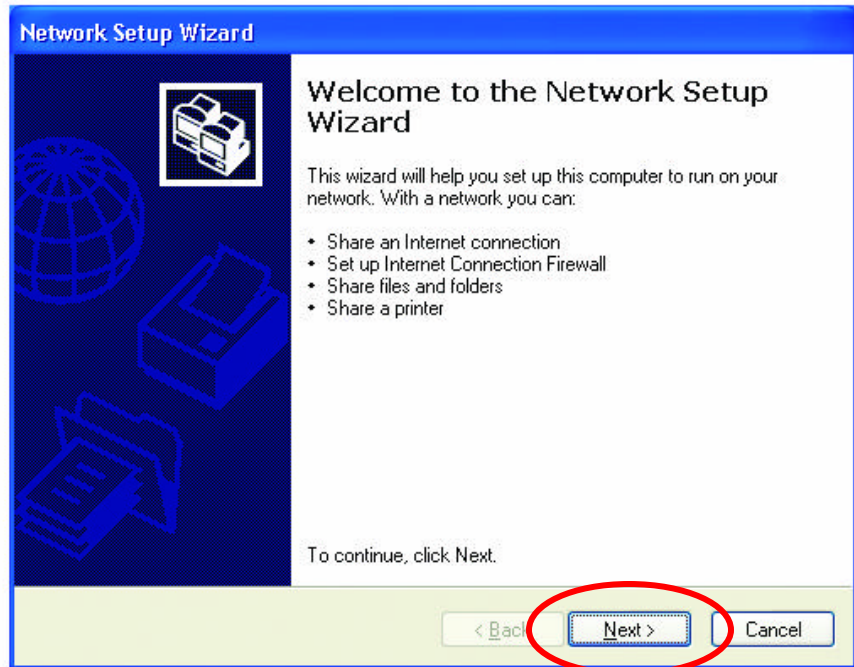 Network Setup Wizard
Welcome to the Network Setup
Wizard
This wizard will help you set up this computer to run on your
network. With a network you can:
• Share an Internet connection
• Set up Internet Connection Firewall
• Share files and folders
• Share a printer
To continue, click Next.
< Back Next > Cancel